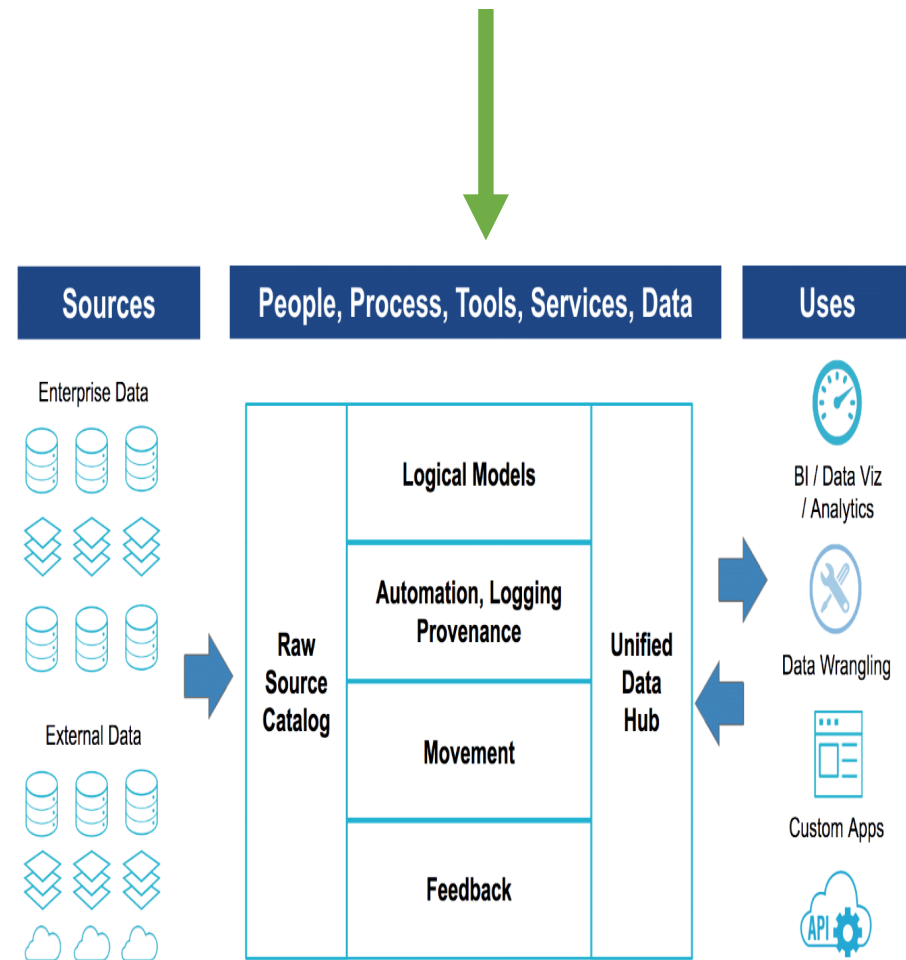 Sources
People, Process, Tools, Services, Data
Uses
Enterprise Data
External Data
Raw
Source
Catalog
Logical Models
Automation, Logging
Provenance
Movement
Feedback
Unified
Data
Hub
BI / Data Viz
/ Analytics
Data Wrangling
Custom Apps
API